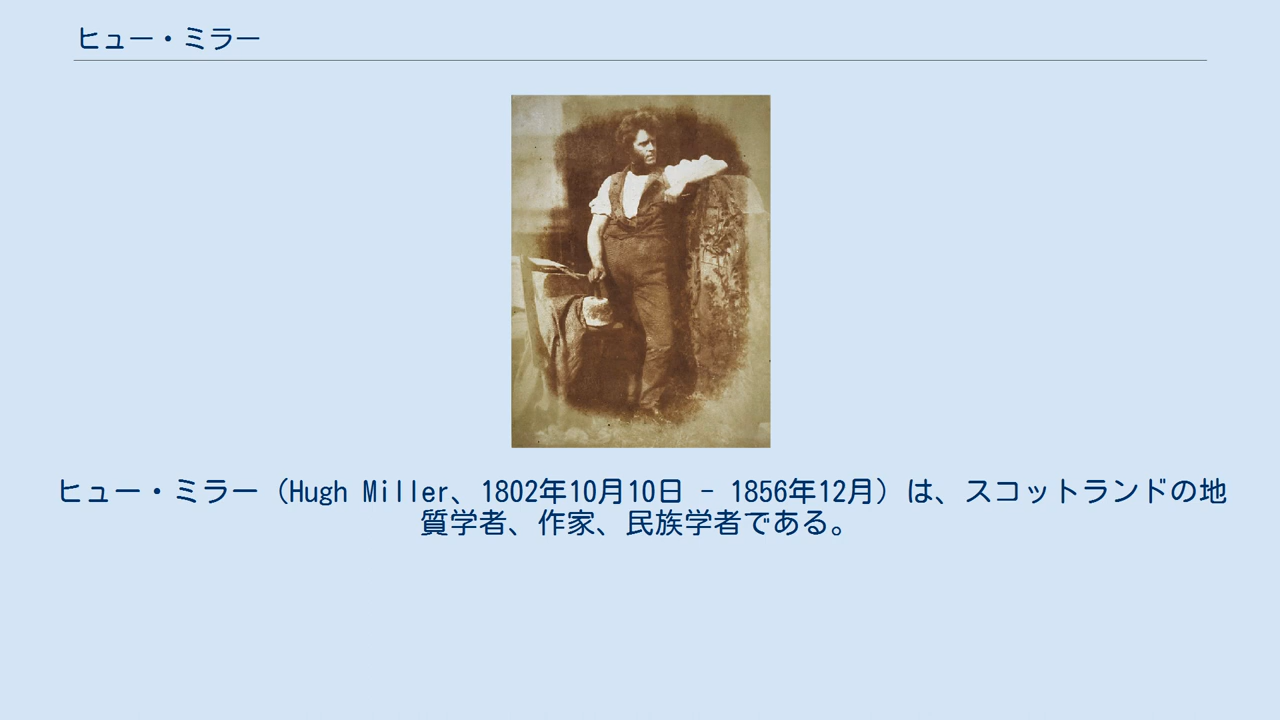 ヒュー・ミラー
ヒュー・ミラー（Hugh Miller、1802年10月10日 - 1856年12月）は、スコットランドの地
質学者、作家、民族学者である。